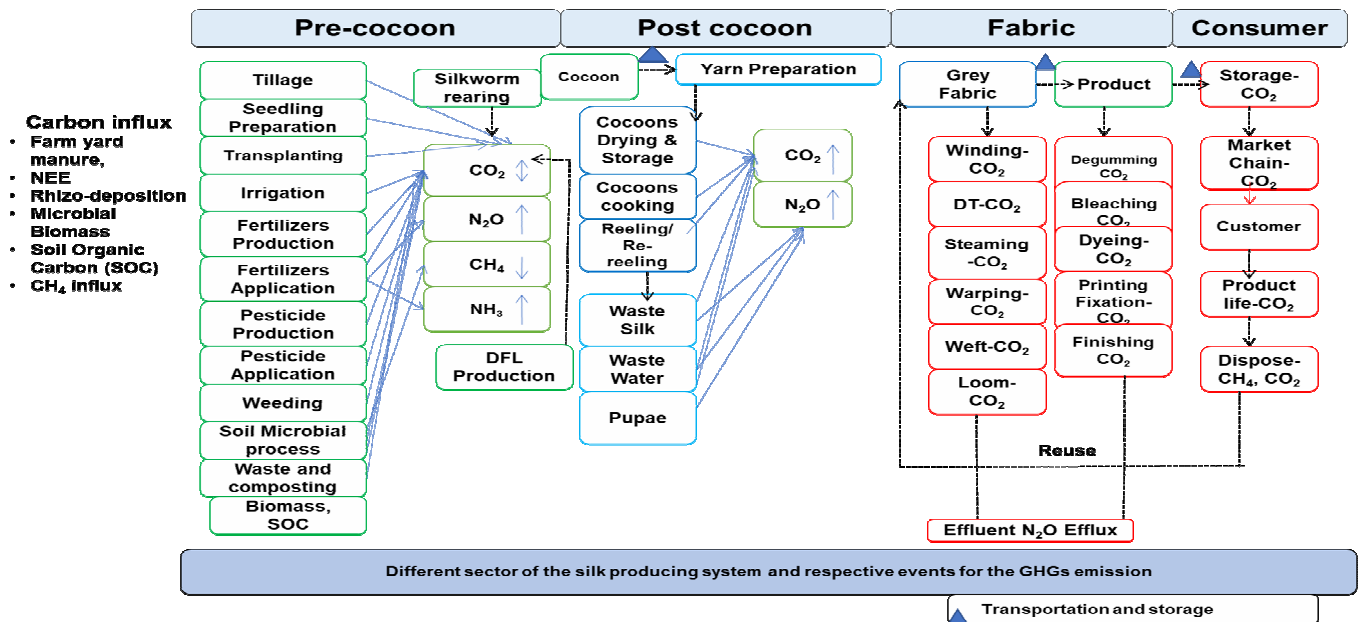 Pre-cocoon
Post cocoon
Fabric
Consumer
Carbon influx
• Farm yard
manure,
• NEE
• Rhizo-deposition
• Microbial
Biomass
• Soil Organic
Carbon (SOC)
• CH₄ influx
Tillage
Seedling
Preparation
Transplanting
Irrigation
Fertilizers
Production
Fertilizers
Application
Pesticide
Production
Pesticide
Application
Weeding
Soil Microbial
process
Waste and
composting
Biomass,
SOC
Silkworm
rearing
CO₂ ↕
N₂O ↑
CH₄ ↓
NH₃ ↑
DFL
Production
Cocoon
Yarn Preparation
Cocoons
Drying &
Storage
Cocoons
cooking
Reeling/
Re-
reeling
Waste
Silk
Waste
Water
Pupae
CO₂ ↑
N₂O ↑
Grey
Fabric
Winding-
CO₂
DT-CO₂
Steaming
-CO₂
Warping-
CO₂
Weft-CO₂
Loom-
CO₂
Product
Degumming
CO₂
Bleaching
CO₂
Dyeing-
CO₂
Printing
Fixation-
CO₂
Finishing
CO₂
Storage-
CO₂
Market
Chain-
CO₂
Customer
Product
life-CO₂
Dispose-
CH₄, CO₂
Reuse
Effluent N₂O Efflux
Different sector of the silk producing system and respective events for the GHGs emission
Transportation and storage